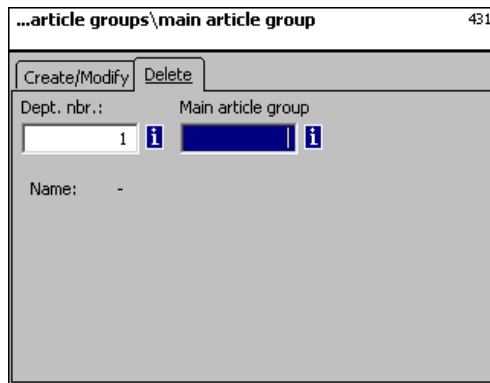 ...article groups\main article group 431
Create/Modify Delete
Dept. nbr.: Main article group
1 i i
Name: -